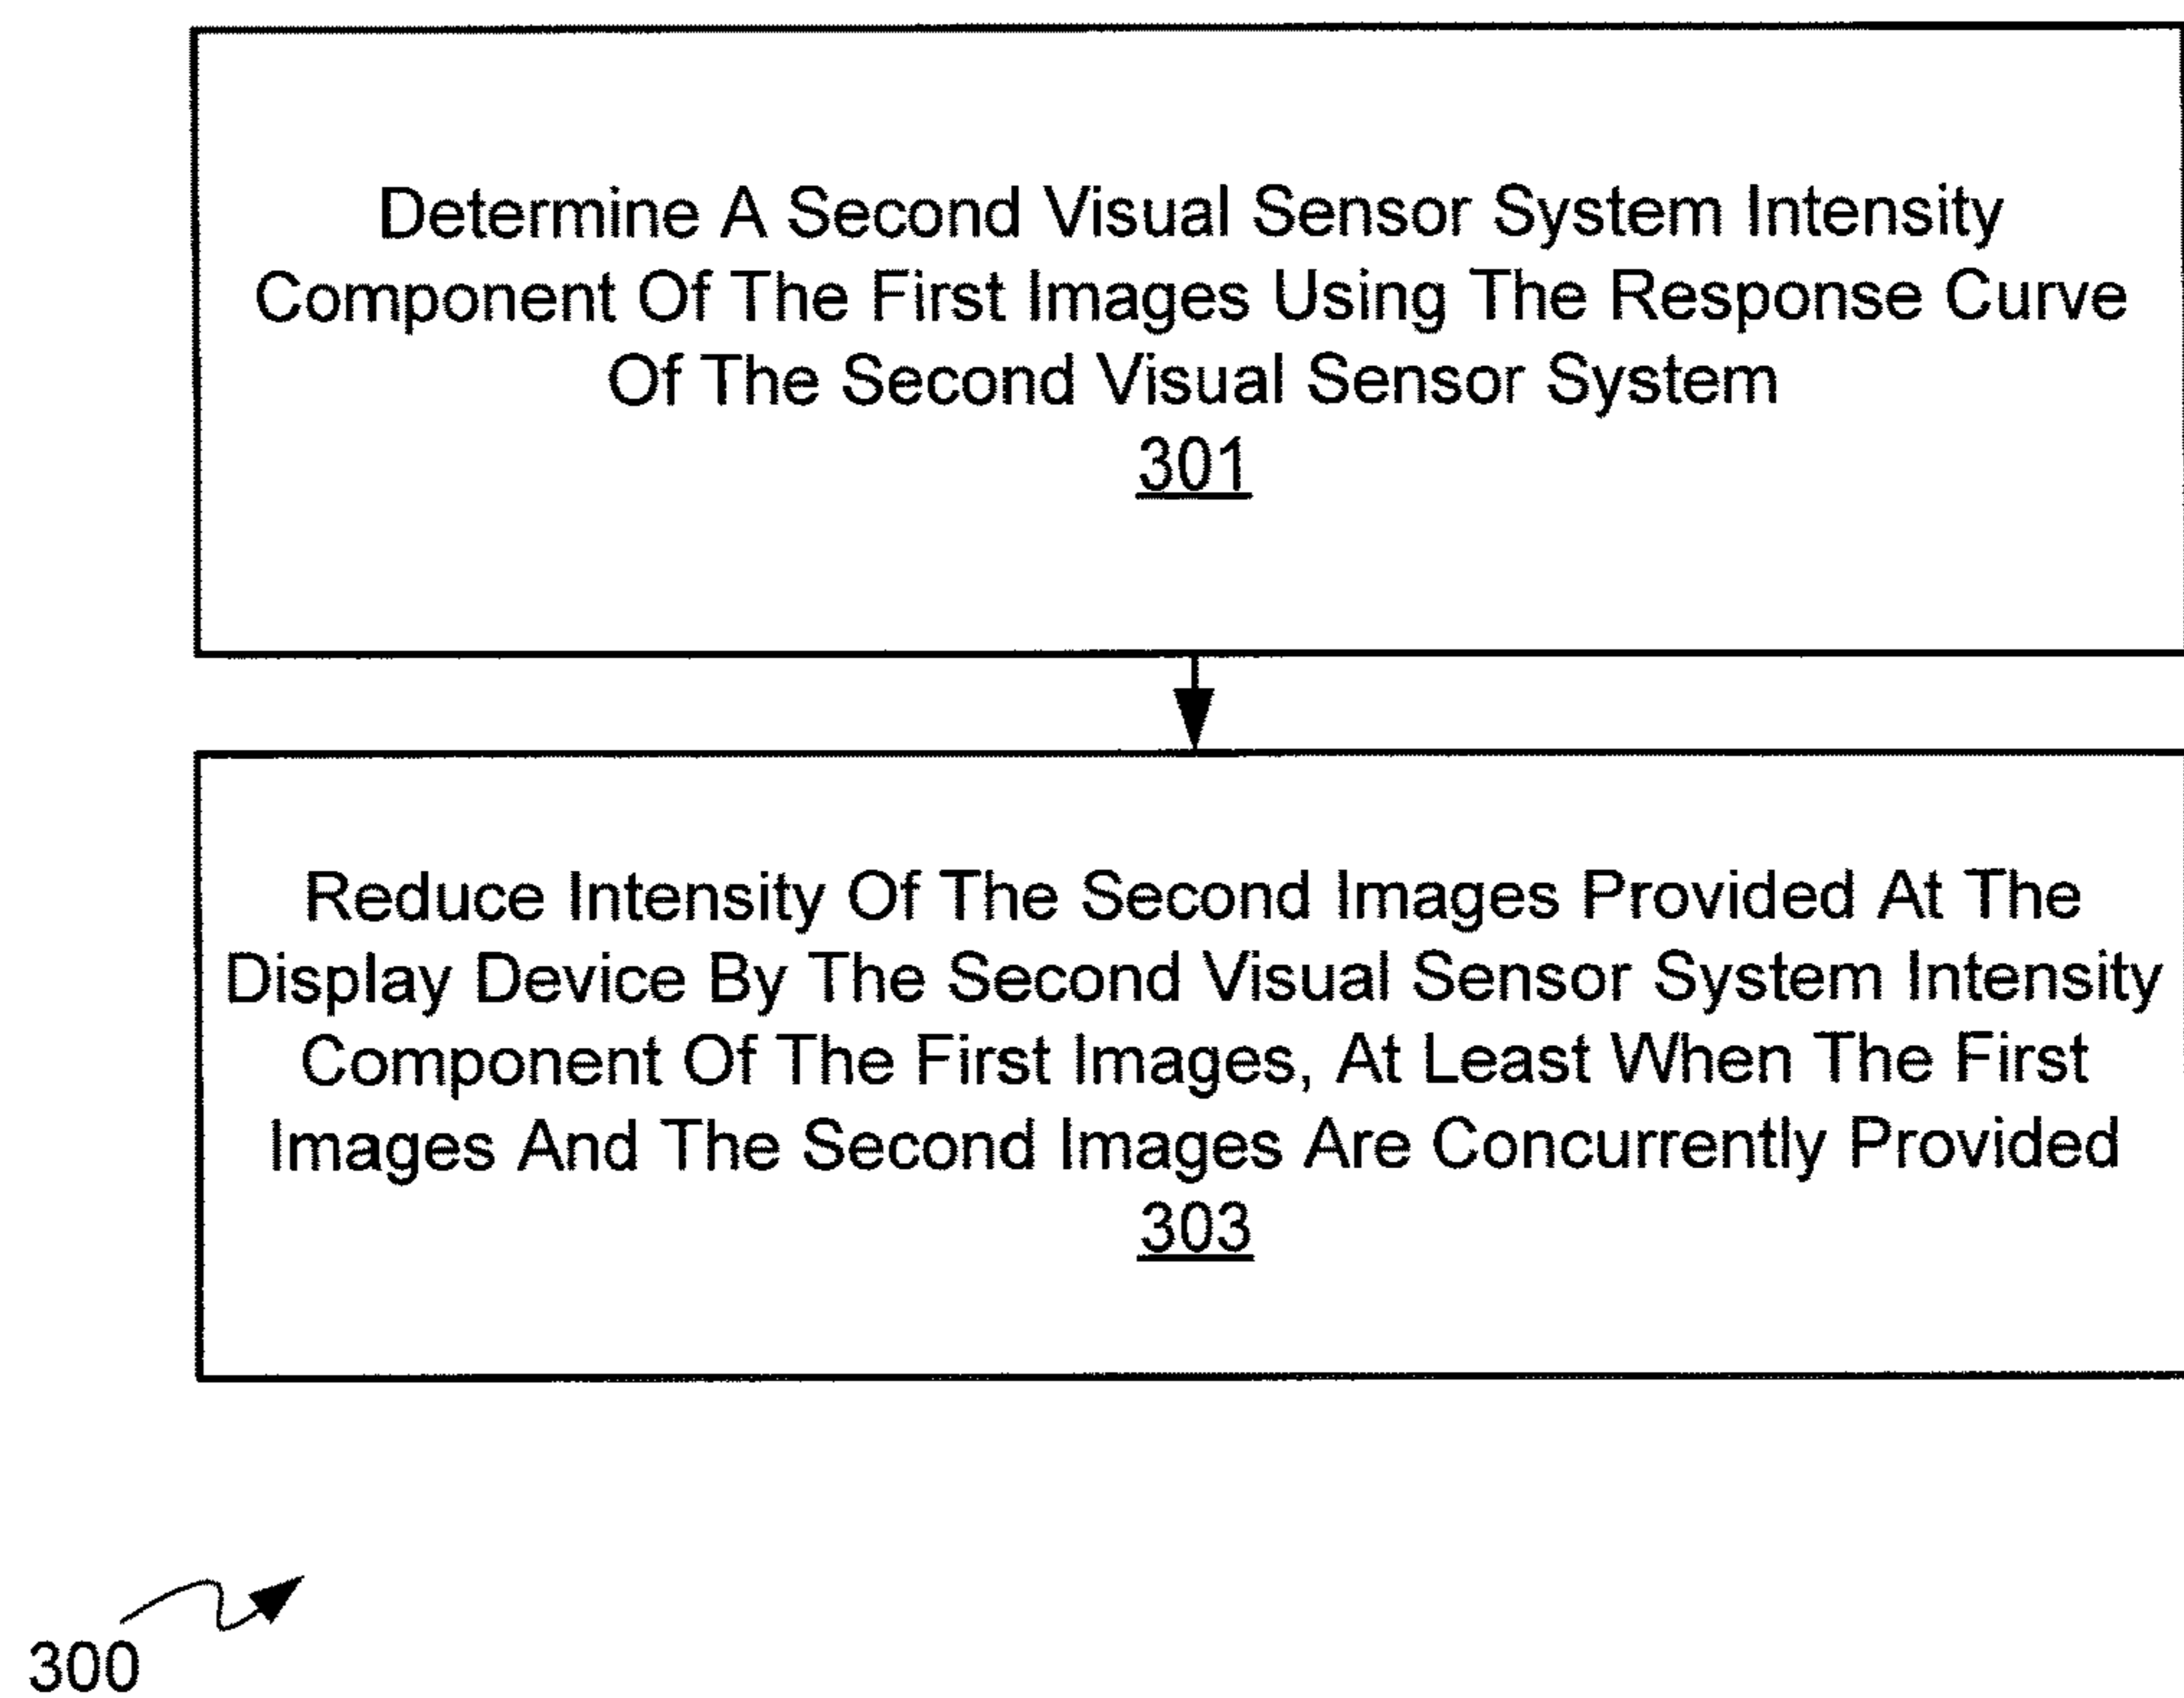 Determine A Second Visual Sensor System Intensity
Component Of The First Images Using The Response Curve
Of The Second Visual Sensor System
301
Reduce Intensity Of The Second Images Provided At The
Display Device By The Second Visual Sensor System Intensity
Component Of The First Images, At Least When The First
Images And The Second Images Are Concurrently Provided
303
300